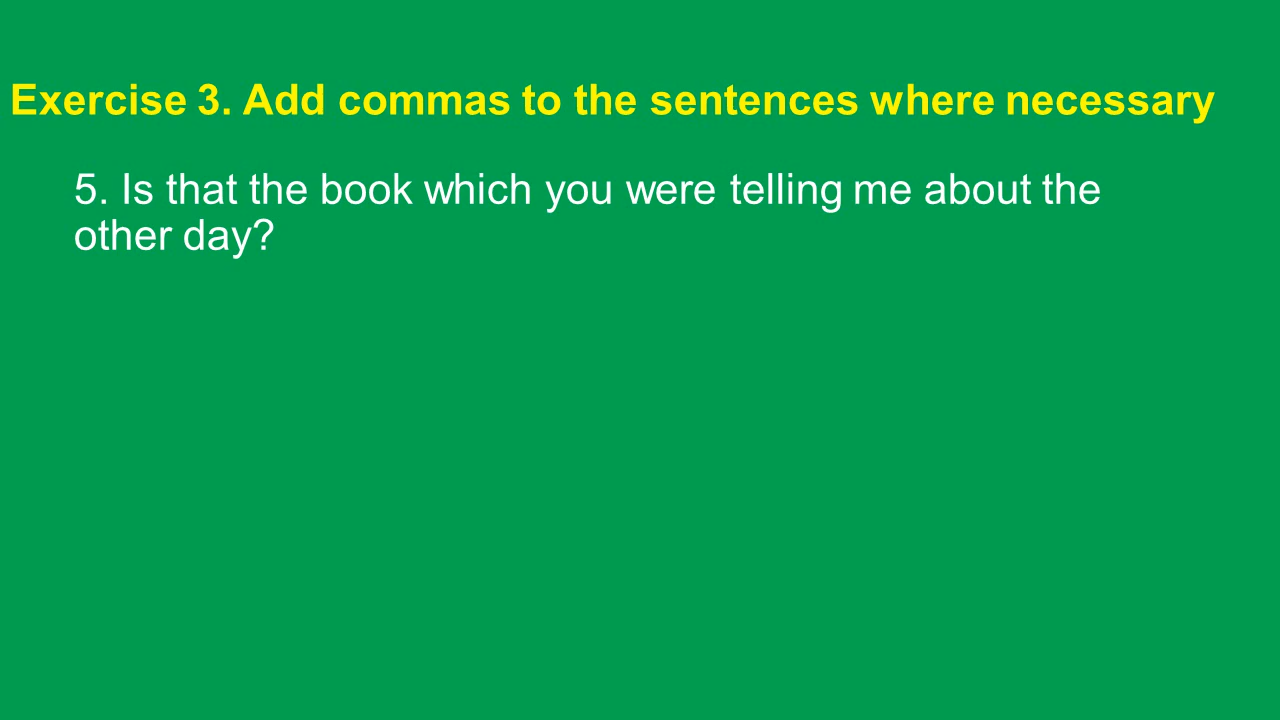 Exercise 3. Add commas to the sentences where necessary
5. Is that the book which you were telling me about the
other day?